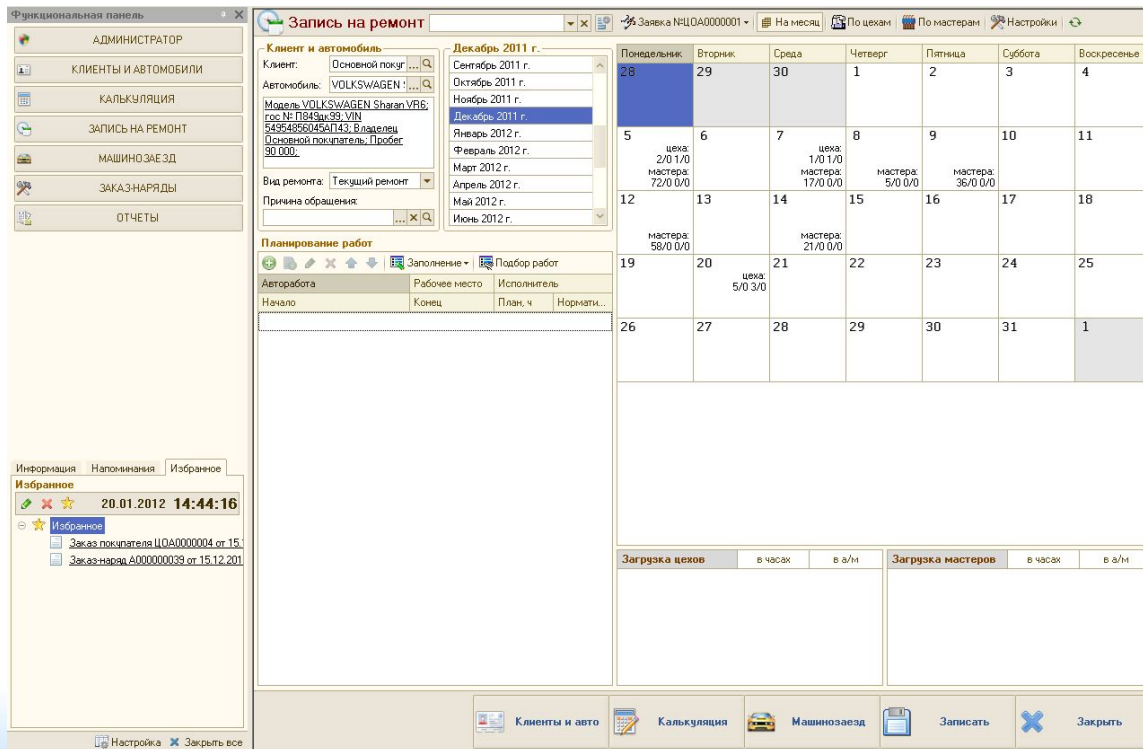 Функциональная панель
АДМИНИСТРАТОР
КЛИЕНТЫ И АВТОМОБИЛИ
КАЛЬКУЛЯЦИЯ
ЗАПИСЬ НА РЕМОНТ
МАШИНОЗАЕЗД
ЗАКАЗ-НАРЯДЫ
ОТЧЕТЫ
Информация Напоминания Избранное
Избранное
20.01.2012 14:44:16
Избранное
Заказ покупателя ЦОА0000004 от 15.
Заказ-наряд А000000039 от 15.12.201
Настройка Закрыть все
Запись на ремонт
Заявка №ЦОА0000001 На месяц По цехам По мастерам Настройки
Клиент и автомобиль
Клиент: Основной покуг ...
Автомобиль: VOLKSWAGEN ...
Модель VOLKSWAGEN Sharan VR6;
гос № П849дк99; VIN
54954856045АП43; Владелец
Основной покупатель; Пробег
90 000;
Вид ремонта: Текущий ремонт
Причина обращения:
...
Декабрь 2011 г.
Сентябрь 2011 г.
Октябрь 2011 г.
Ноябрь 2011 г.
Декабрь 2011 г.
Январь 2012 г.
Февраль 2012 г.
Март 2012 г.
Апрель 2012 г.
Май 2012 г.
Июнь 2012 г.
Планирование работ
Заполнение Подбор работ
Авторабота Рабочее место Исполнитель
Начало Конец План, ч Нормати...
Понедельник Вторник Среда Четверг Пятница Суббота Воскресенье
28 29 30 1 2 3 4
5 6 7 8 9 10 11
цеха: цеха:
2/0 1/0 1/0 1/0
мастера: мастера: мастера: мастера:
72/0 0/0 17/0 0/0 5/0 0/0 36/0 0/0
12 13 14 15 16 17 18
мастера: мастера:
58/0 0/0 21/0 0/0
19 20 21 22 23 24 25
цеха:
5/0 3/0
26 27 28 29 30 31 1
Загрузка цехов в часах в а/м Загрузка мастеров в часах в а/м
Клиенты и авто Калькуляция Машинозаезд Записать Закрыть